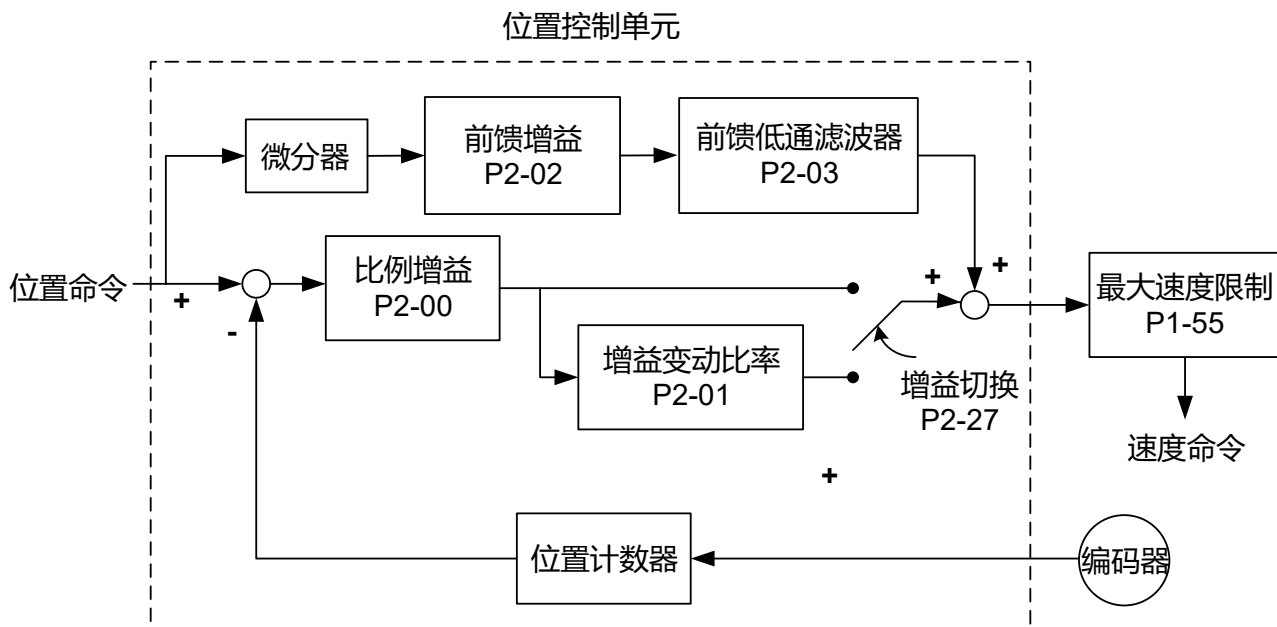 位置控制单元
微分器
前馈增益
P2-02
前馈低通滤波器
P2-03
位置命令
+
-
比例增益
P2-00
增益变动比率
P2-01
+
+
增益切换
P2-27
最大速度限制
P1-55
速度命令
+
位置计数器
编码器